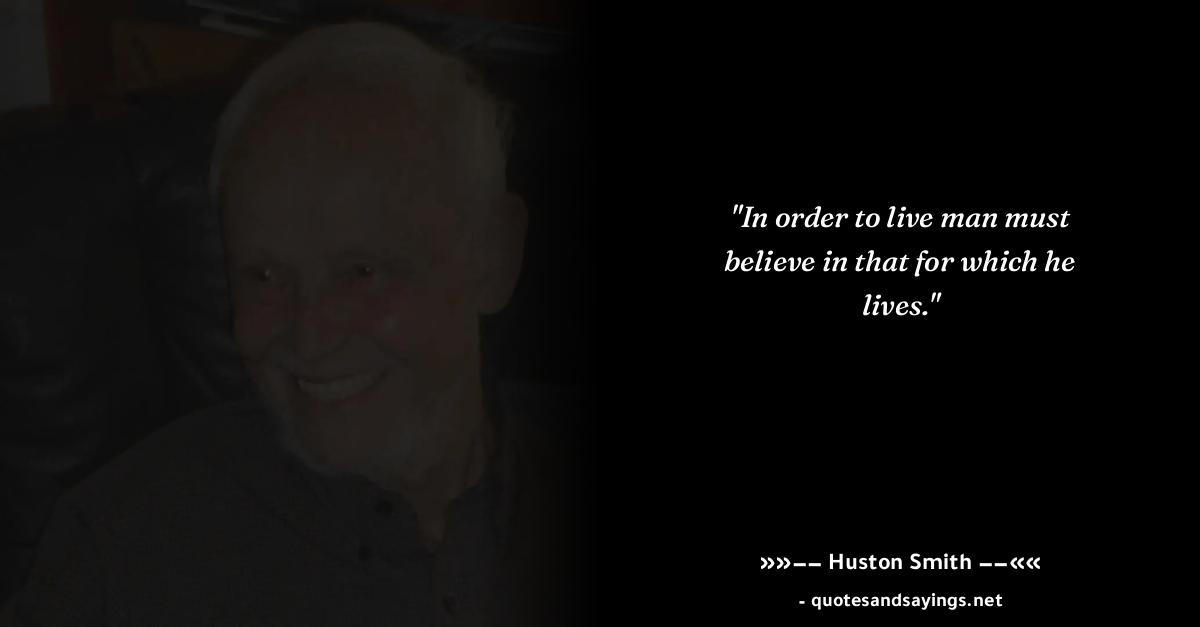 "In order to live man must
believe in that for which he
lives."
»»–– Huston Smith ––««
- quotesandsayings.net